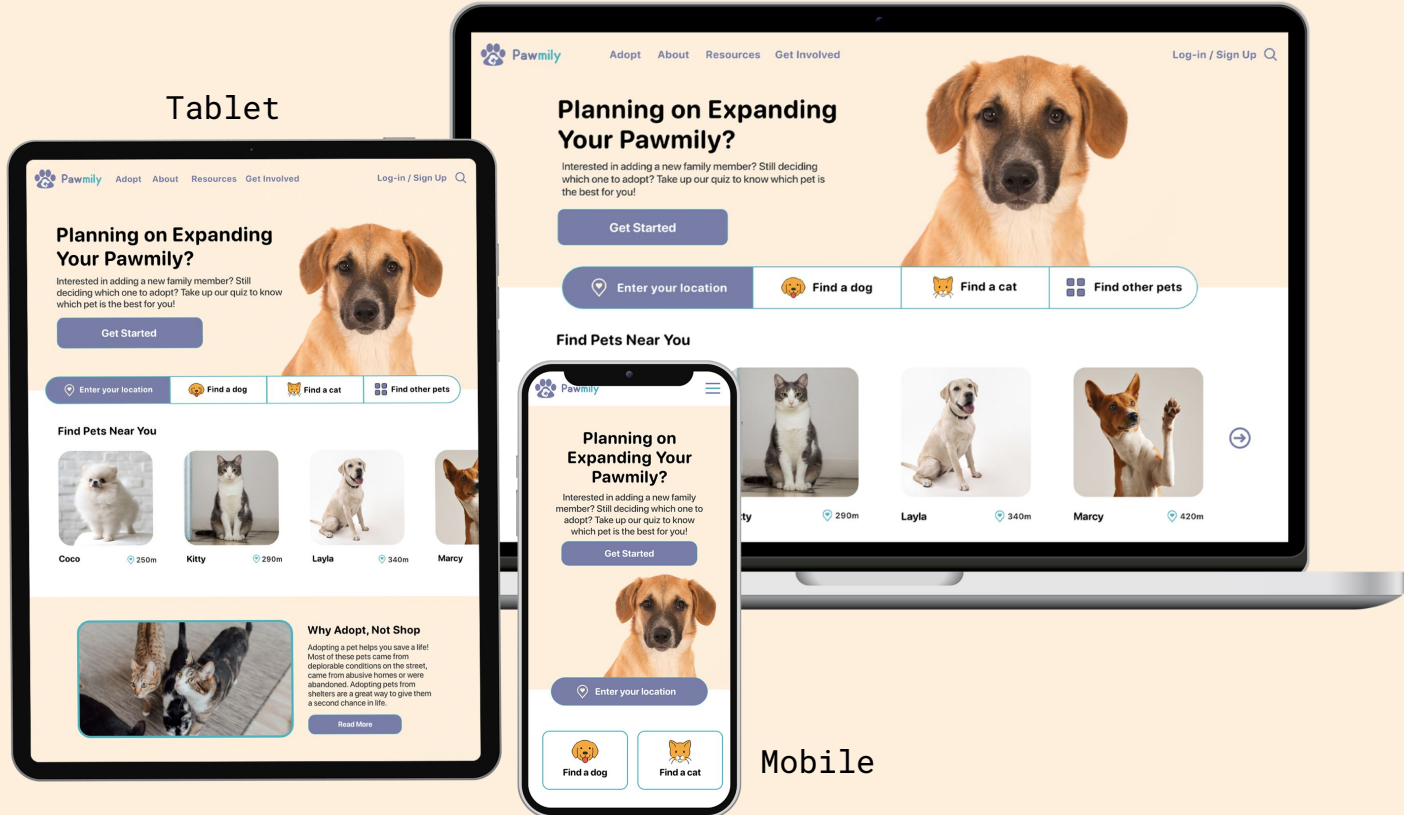 Tablet
Pawmily
Adopt
About
Resources
Get Involved
Log-in / Sign Up
Planning on Expanding
Your Pawmily?
Interested in adding a new family member? Still
deciding which one to adopt? Take up our quiz to know
which pet is the best for you!
Get Started
Enter your location
Find a dog
Find a cat
Find other pets
Find Pets Near You
Coco
250m
Kitty
290m
Layla
340m
Marcy
Why Adopt, Not Shop
Adopting a pet helps you save a life!
Most of these pets came from
deplorable conditions on the street,
came from abusive homes or were
abandoned. Adopting pets from
shelters are a great way to give them
a second chance in life.
Read More
Pawmily
Adopt
About
Resources
Get Involved
Log-in / Sign Up
Planning on Expanding
Your Pawmily?
Interested in adding a new family member? Still deciding
which one to adopt? Take up our quiz to know which pet is
the best for you!
Get Started
Enter your location
Find a dog
Find a cat
Find other pets
Find Pets Near You
tty
290m
Layla
340m
Marcy
420m
Pawmily
Planning on
Expanding Your
Pawmily?
Interested in adding a new family
member? Still deciding which one to
adopt? Take up our quiz to know
which pet is the best for you!
Get Started
Enter your location
Find a dog
Find a cat
Mobile